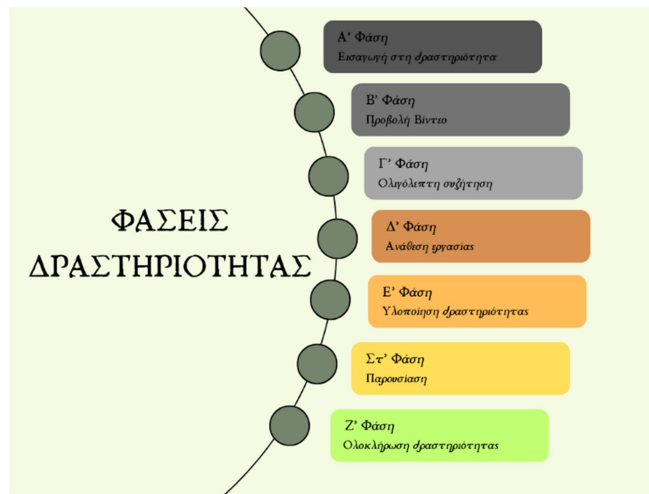 ΦΑΣΕΙΣ
ΔΡΑΣΤΗΡΙΟΤΗΤΑΣ
Α' Φάση
Εισαγωγή στη δραστηριότητα
Β' Φάση
Προβολή Βίντεο
Γ' Φάση
Ολιγόλεπτη συζήτηση
Δ' Φάση
Ανάθεση εργασίας
Ε' Φάση
Υλοποίηση δραστηριότητας
Στ' Φάση
Παρουσίαση
Ζ' Φάση
Ολοκλήρωση δραστηριότητας